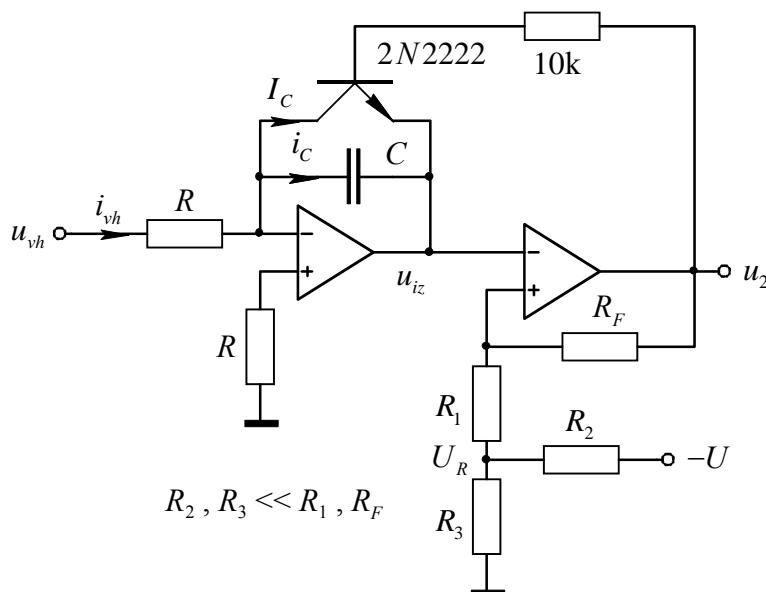 2N2222
10k
I_C
i_C
C
i_vh
R
u_vh
−
+
u_iz
−
+
u_2
R
R_F
R_1
R_2
U_R
−U
R_3
R_2 , R_3 << R_1 , R_F